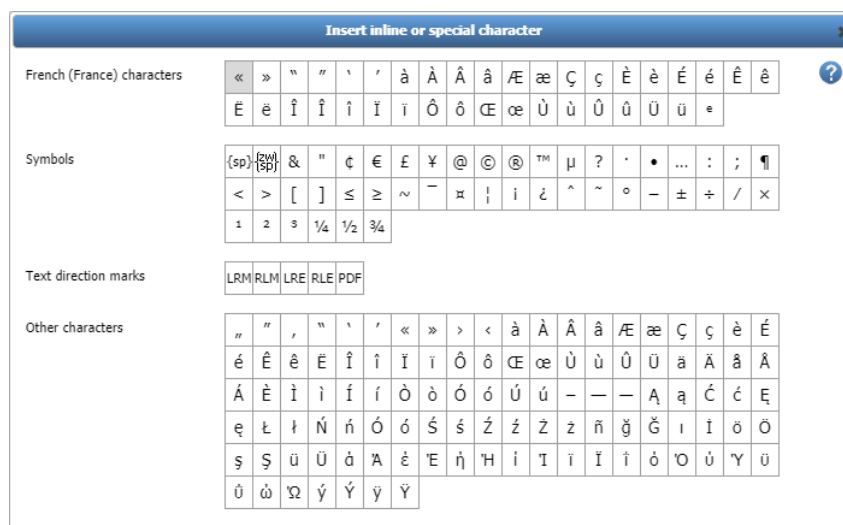 Insert inline or special character
French (France) characters
« » “ ” ‘ ’ à À Â â Æ æ Ç ç È è É é Ê ê
Ë ë Î Î î Ï ï Ô ô Œ œ Ù ù Û û Ü ü ᵉ
Symbols
{sp} {zw sp} & " ¢ € £ ¥ @ © ® ™ µ ? · • … : ; ¶
< > [ ] ≤ ≥ ~ ¯ ¤ ¦ ¡ ¿ ˆ ˜ ° − ± ÷ ⁄ ×
¹ ² ³ ¼ ½ ¾
Text direction marks
LRM RLM LRE RLE PDF
Other characters
„ ” ‚ “ ‘ ’ « » › ‹ à À Â â Æ æ Ç ç è É
é Ê ê Ë Î î Ï ï Ô ô Œ œ Ù ù Û Ü ä Ä å Å
Á È Ì ì Í í Ò ò Ó ó Ú ú – — — Ą ą Ć ć Ę
ę Ł ł Ń ń Ó ó Ś ś Ź ź Ż ż ñ ğ Ğ ı İ ö Ö
ş Ş ü Ü ά Ά έ Έ ή Ή ί Ί ϊ Ϊ ΐ ό Ό ύ Ύ ϋ
ΰ ώ Ώ ý Ý ÿ Ÿ